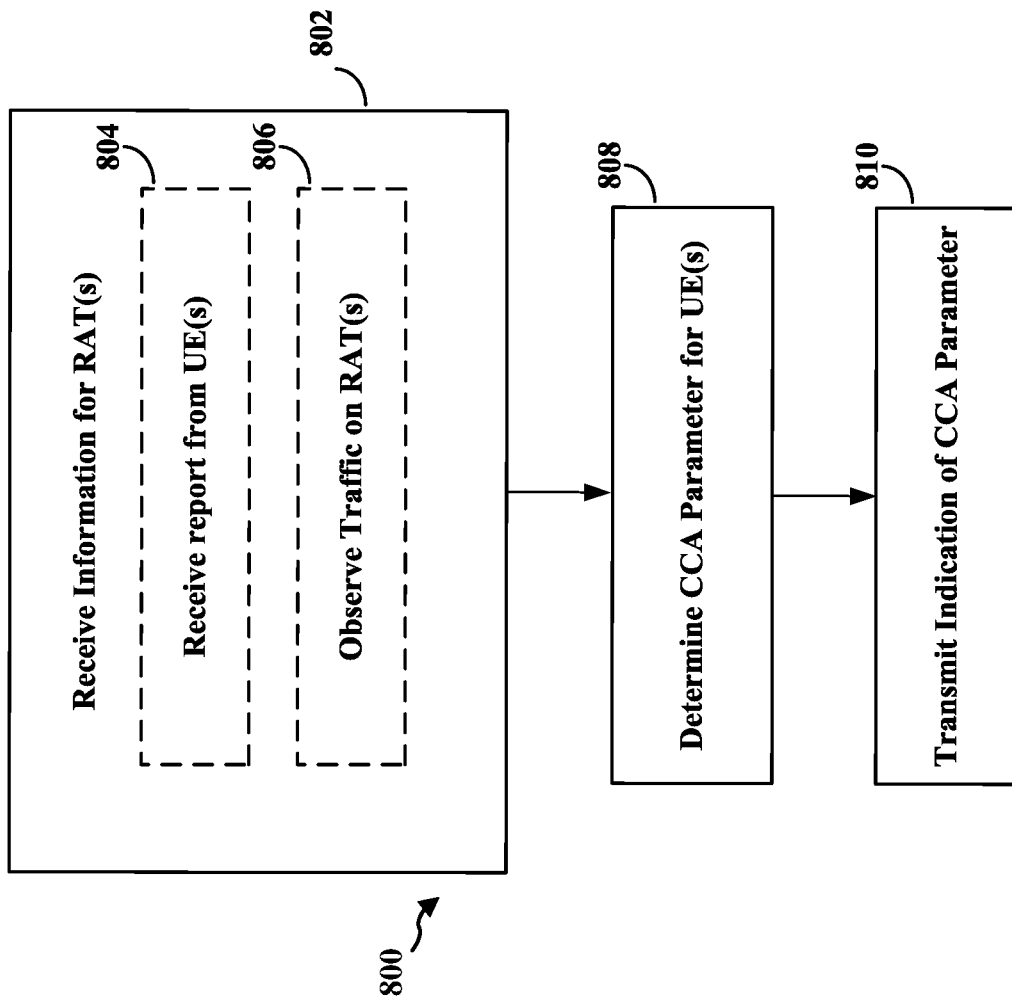 800
802
Receive Information for RAT(s)
804
Receive report from UE(s)
806
Observe Traffic on RAT(s)
808
Determine CCA Parameter for UE(s)
810
Transmit Indication of CCA Parameter